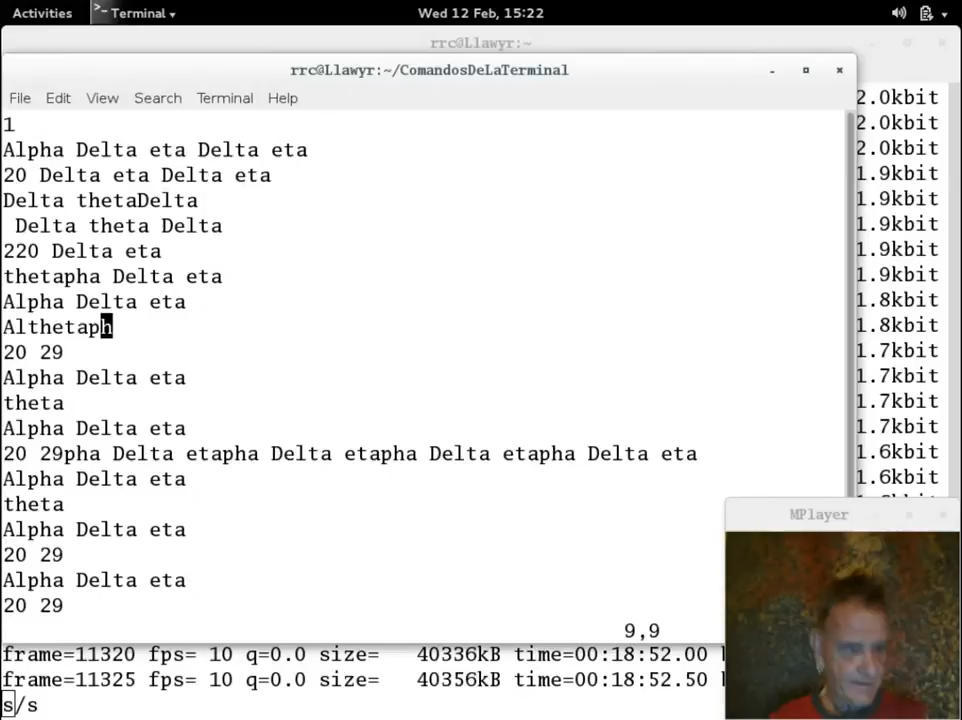 Activities >- Terminal Wed 12 Feb, 15:22
rrc@Llawyr:~
rrc@Llawyr:~/ComandosDeLaTerminal
File Edit View Search Terminal Help
1
Alpha Delta eta Delta eta
20 Delta eta Delta eta
Delta thetaDelta
Delta theta Delta
220 Delta eta
thetapha Delta eta
Alpha Delta eta
Althetaph
20 29
Alpha Delta eta
theta
Alpha Delta eta
20 29pha Delta etapha Delta etapha Delta etapha Delta eta
Alpha Delta eta
theta
Alpha Delta eta
20 29
Alpha Delta eta
20 29
9,9
2.0kbit
2.0kbit
2.0kbit
1.9kbit
1.9kbit
1.9kbit
1.9kbit
1.9kbit
1.8kbit
1.8kbit
1.7kbit
1.7kbit
1.7kbit
1.7kbit
1.6kbit
1.6kbit
MPlayer
frame=11320 fps= 10 q=0.0 size= 40336kB time=00:18:52.00
frame=11325 fps= 10 q=0.0 size= 40356kB time=00:18:52.50
s/s